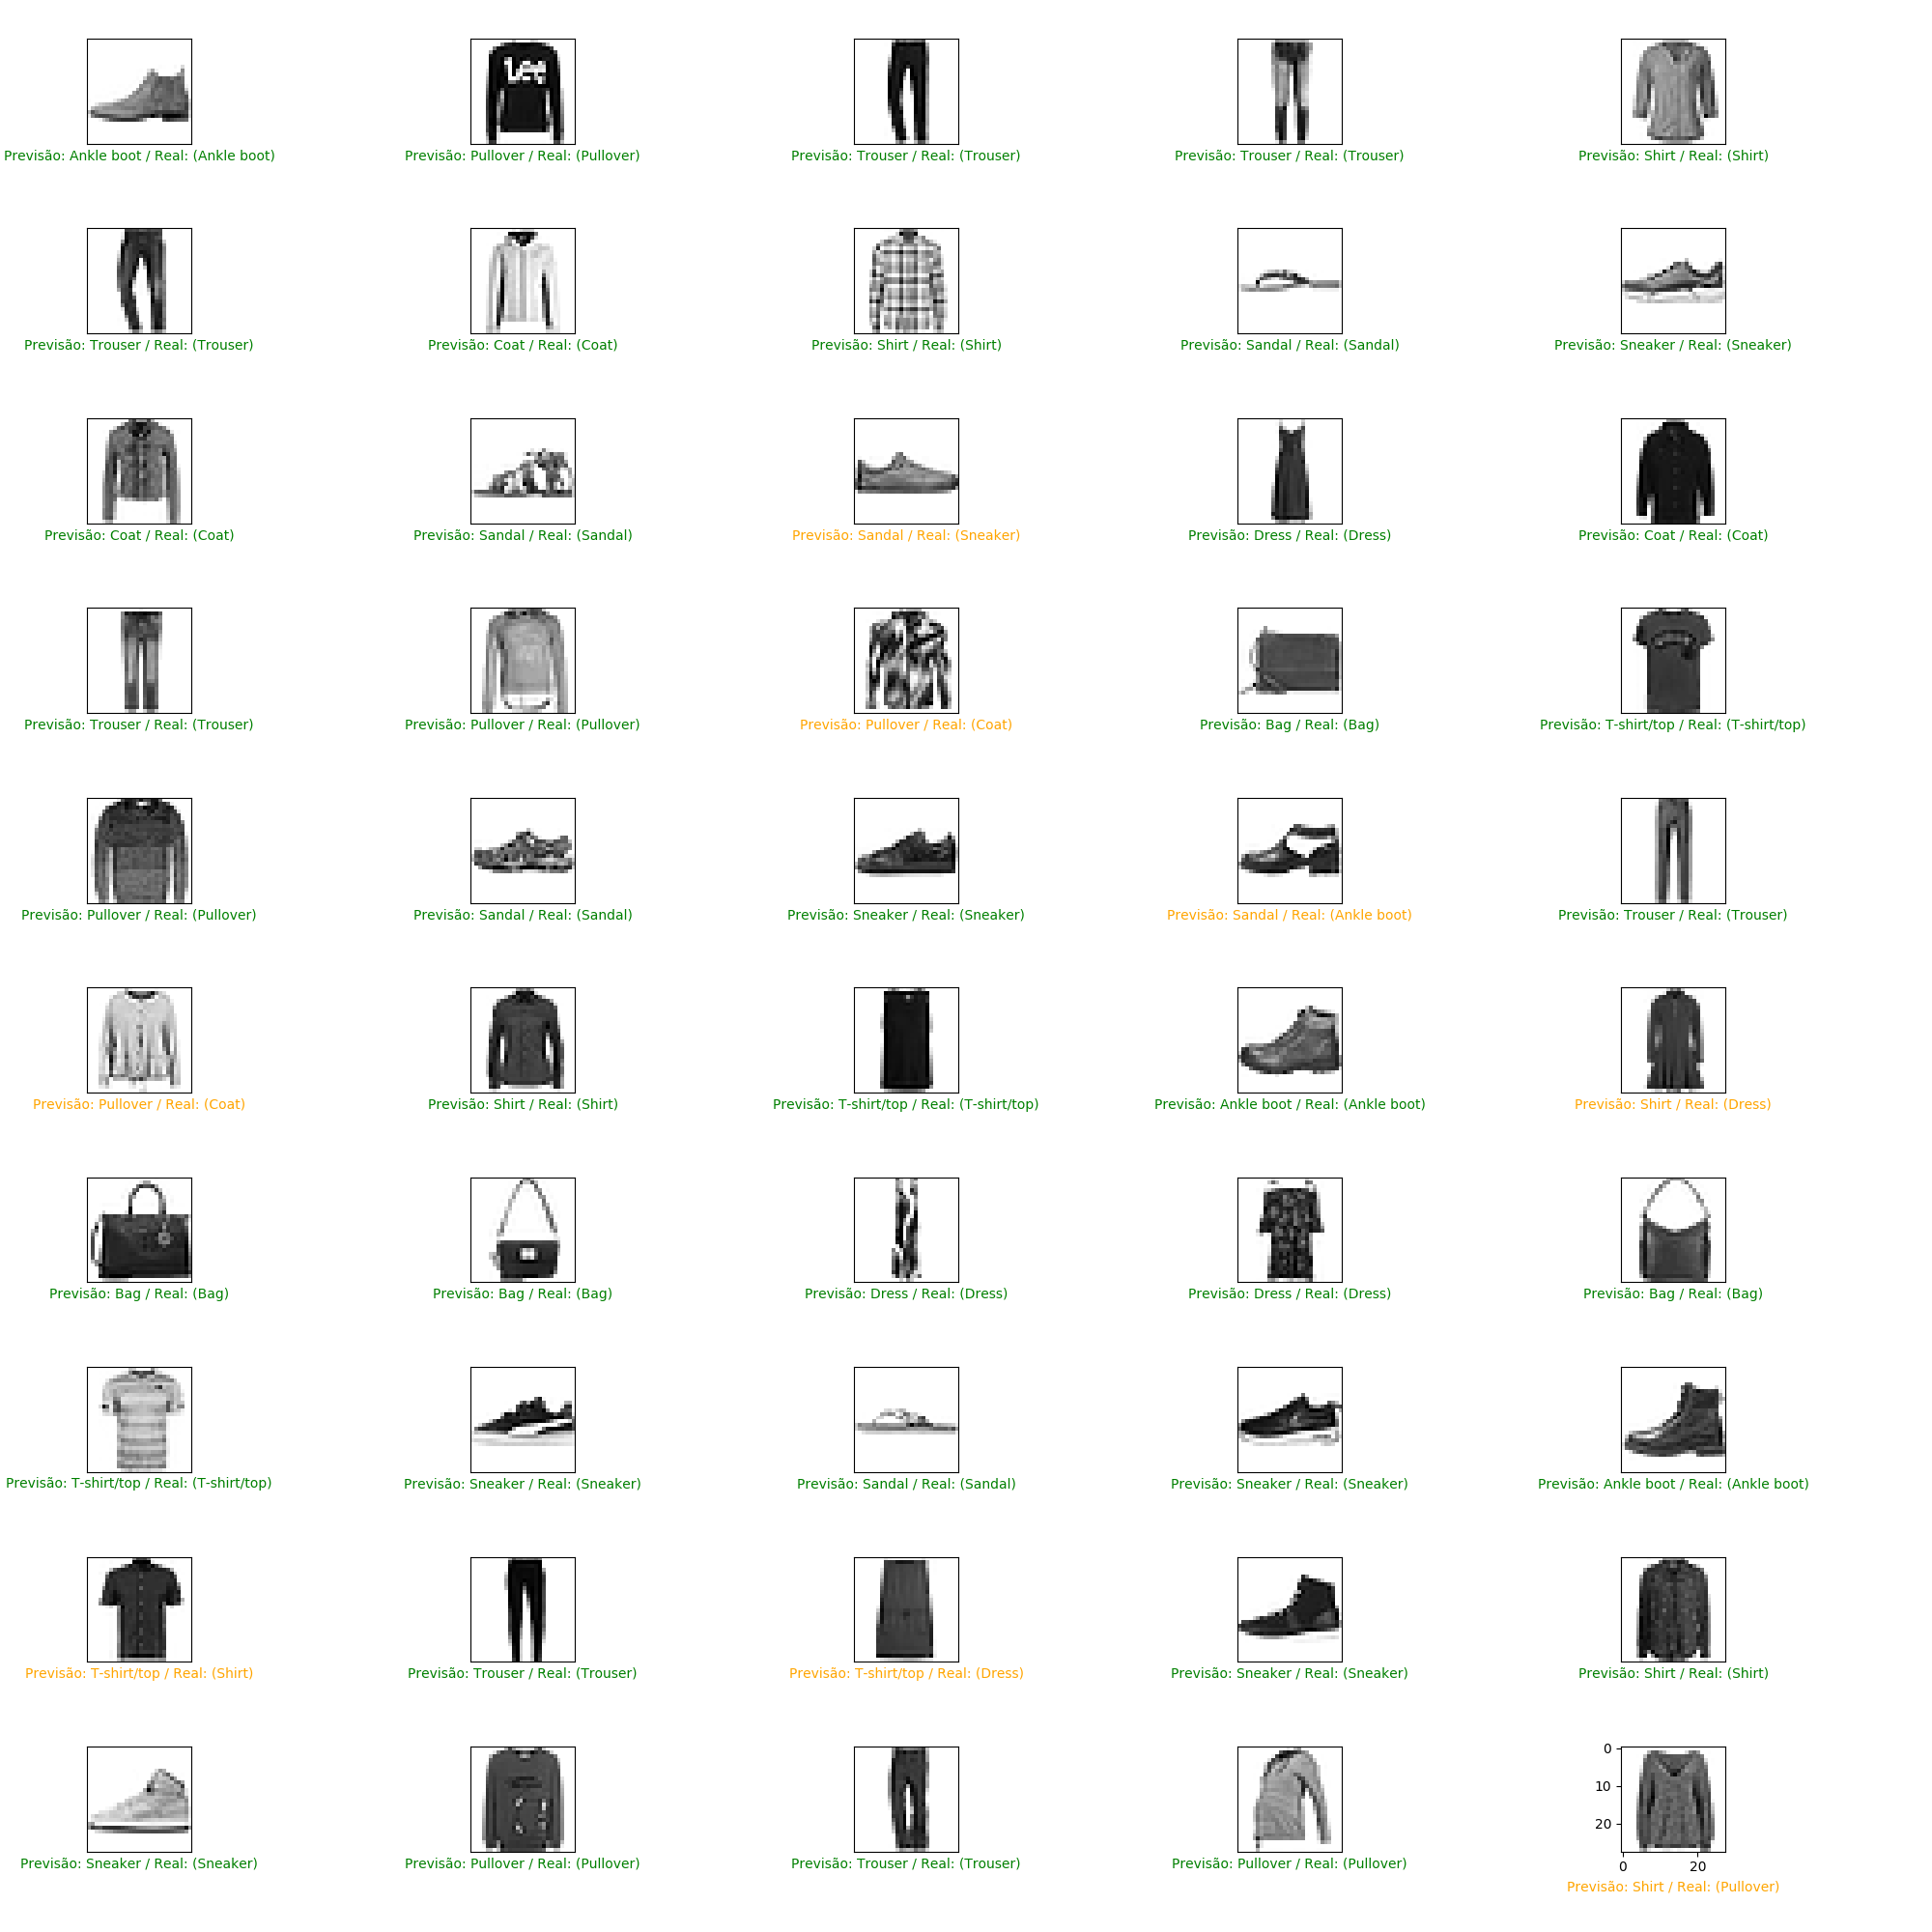 Lee
Previsão: Ankle boot / Real: (Ankle boot)
Previsão: Pullover / Real: (Pullover)
Previsão: Trouser / Real: (Trouser)
Previsão: Trouser / Real: (Trouser)
Previsão: Shirt / Real: (Shirt)
Previsão: Trouser / Real: (Trouser)
Previsão: Coat / Real: (Coat)
Previsão: Shirt / Real: (Shirt)
Previsão: Sandal / Real: (Sandal)
Previsão: Sneaker / Real: (Sneaker)
Previsão: Coat / Real: (Coat)
Previsão: Sandal / Real: (Sandal)
Previsão: Sandal / Real: (Sneaker)
Previsão: Dress / Real: (Dress)
Previsão: Coat / Real: (Coat)
Previsão: Trouser / Real: (Trouser)
Previsão: Pullover / Real: (Pullover)
Previsão: Pullover / Real: (Coat)
Previsão: Bag / Real: (Bag)
Previsão: T-shirt/top / Real: (T-shirt/top)
Previsão: Pullover / Real: (Pullover)
Previsão: Sandal / Real: (Sandal)
Previsão: Sneaker / Real: (Sneaker)
Previsão: Sandal / Real: (Ankle boot)
Previsão: Trouser / Real: (Trouser)
Previsão: Pullover / Real: (Coat)
Previsão: Shirt / Real: (Shirt)
Previsão: T-shirt/top / Real: (T-shirt/top)
Previsão: Ankle boot / Real: (Ankle boot)
Previsão: Shirt / Real: (Dress)
Previsão: Bag / Real: (Bag)
Previsão: Bag / Real: (Bag)
Previsão: Dress / Real: (Dress)
Previsão: Dress / Real: (Dress)
Previsão: Bag / Real: (Bag)
Previsão: T-shirt/top / Real: (T-shirt/top)
Previsão: Sneaker / Real: (Sneaker)
Previsão: Sandal / Real: (Sandal)
Previsão: Sneaker / Real: (Sneaker)
Previsão: Ankle boot / Real: (Ankle boot)
Previsão: T-shirt/top / Real: (Shirt)
Previsão: Trouser / Real: (Trouser)
Previsão: T-shirt/top / Real: (Dress)
Previsão: Sneaker / Real: (Sneaker)
Previsão: Shirt / Real: (Shirt)
Previsão: Sneaker / Real: (Sneaker)
Previsão: Pullover / Real: (Pullover)
Previsão: Trouser / Real: (Trouser)
Previsão: Pullover / Real: (Pullover)
0
10
20
0 20
Previsão: Shirt / Real: (Pullover)